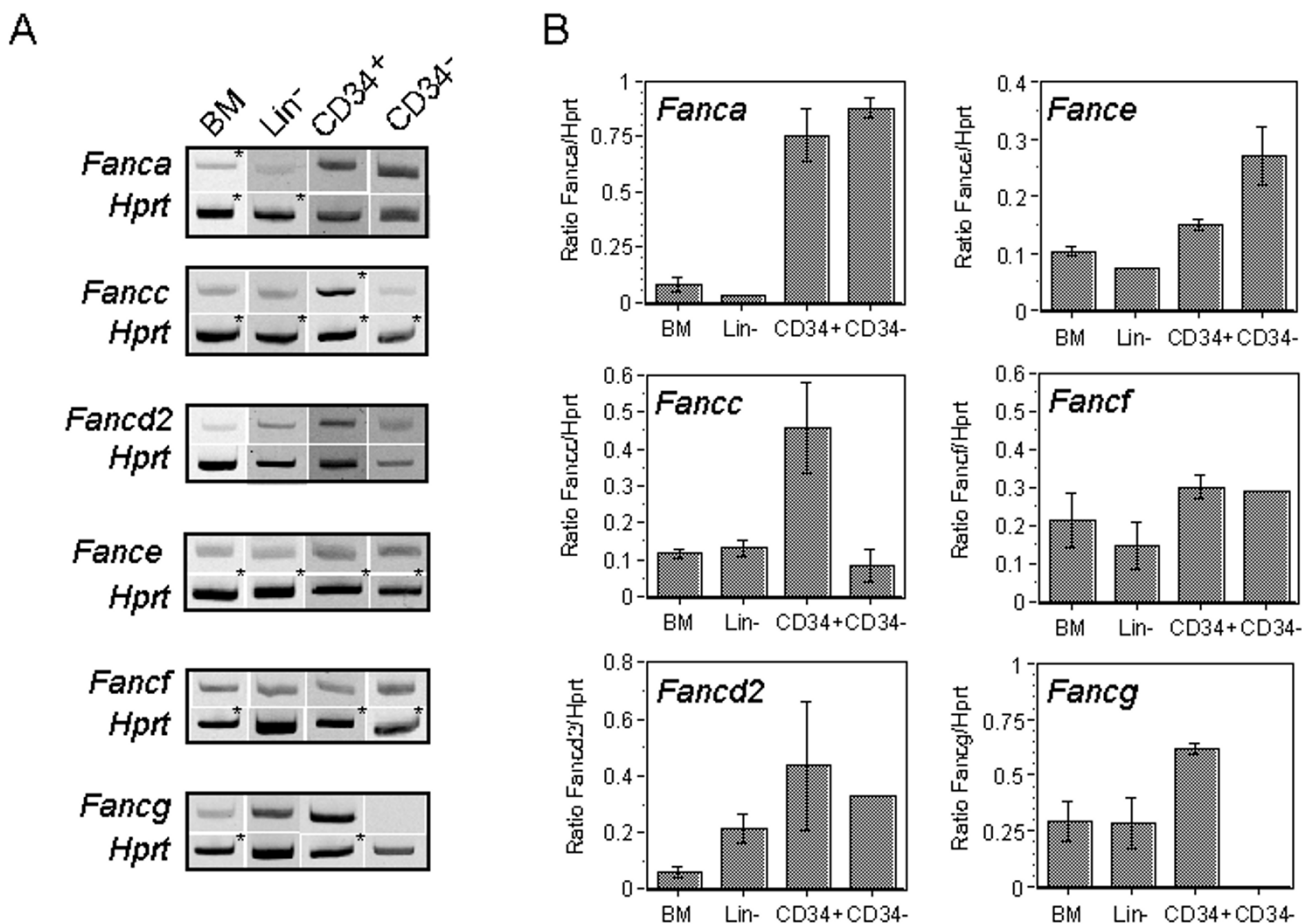 A
BM
Lin-
CD34+
CD34-
Fanca *
Hprt * *
Fancc *
Hprt * * * *
Fancd2
Hprt
Fance
Hprt * * * *
Fancf
Hprt * * *
Fancg
Hprt * *
B
Fanca
Ratio Fanca/Hprt
1
0.75
0.5
0.25
0
BM Lin- CD34+ CD34-
Fance
Ratio Fance/Hprt
0.4
0.3
0.2
0.1
0
BM Lin- CD34+ CD34-
Fancc
Ratio Fancc/Hprt
0.6
0.5
0.4
0.3
0.2
0.1
0
BM Lin- CD34+ CD34-
Fancf
Ratio Fancf/Hprt
0.6
0.5
0.4
0.3
0.2
0.1
0
BM Lin- CD34+ CD34-
Fancd2
Ratio Fancd2/Hprt
0.8
0.6
0.4
0.2
0
BM Lin- CD34+ CD34-
Fancg
Ratio Fancg/Hprt
1
0.75
0.5
0.25
0
BM Lin- CD34+ CD34-